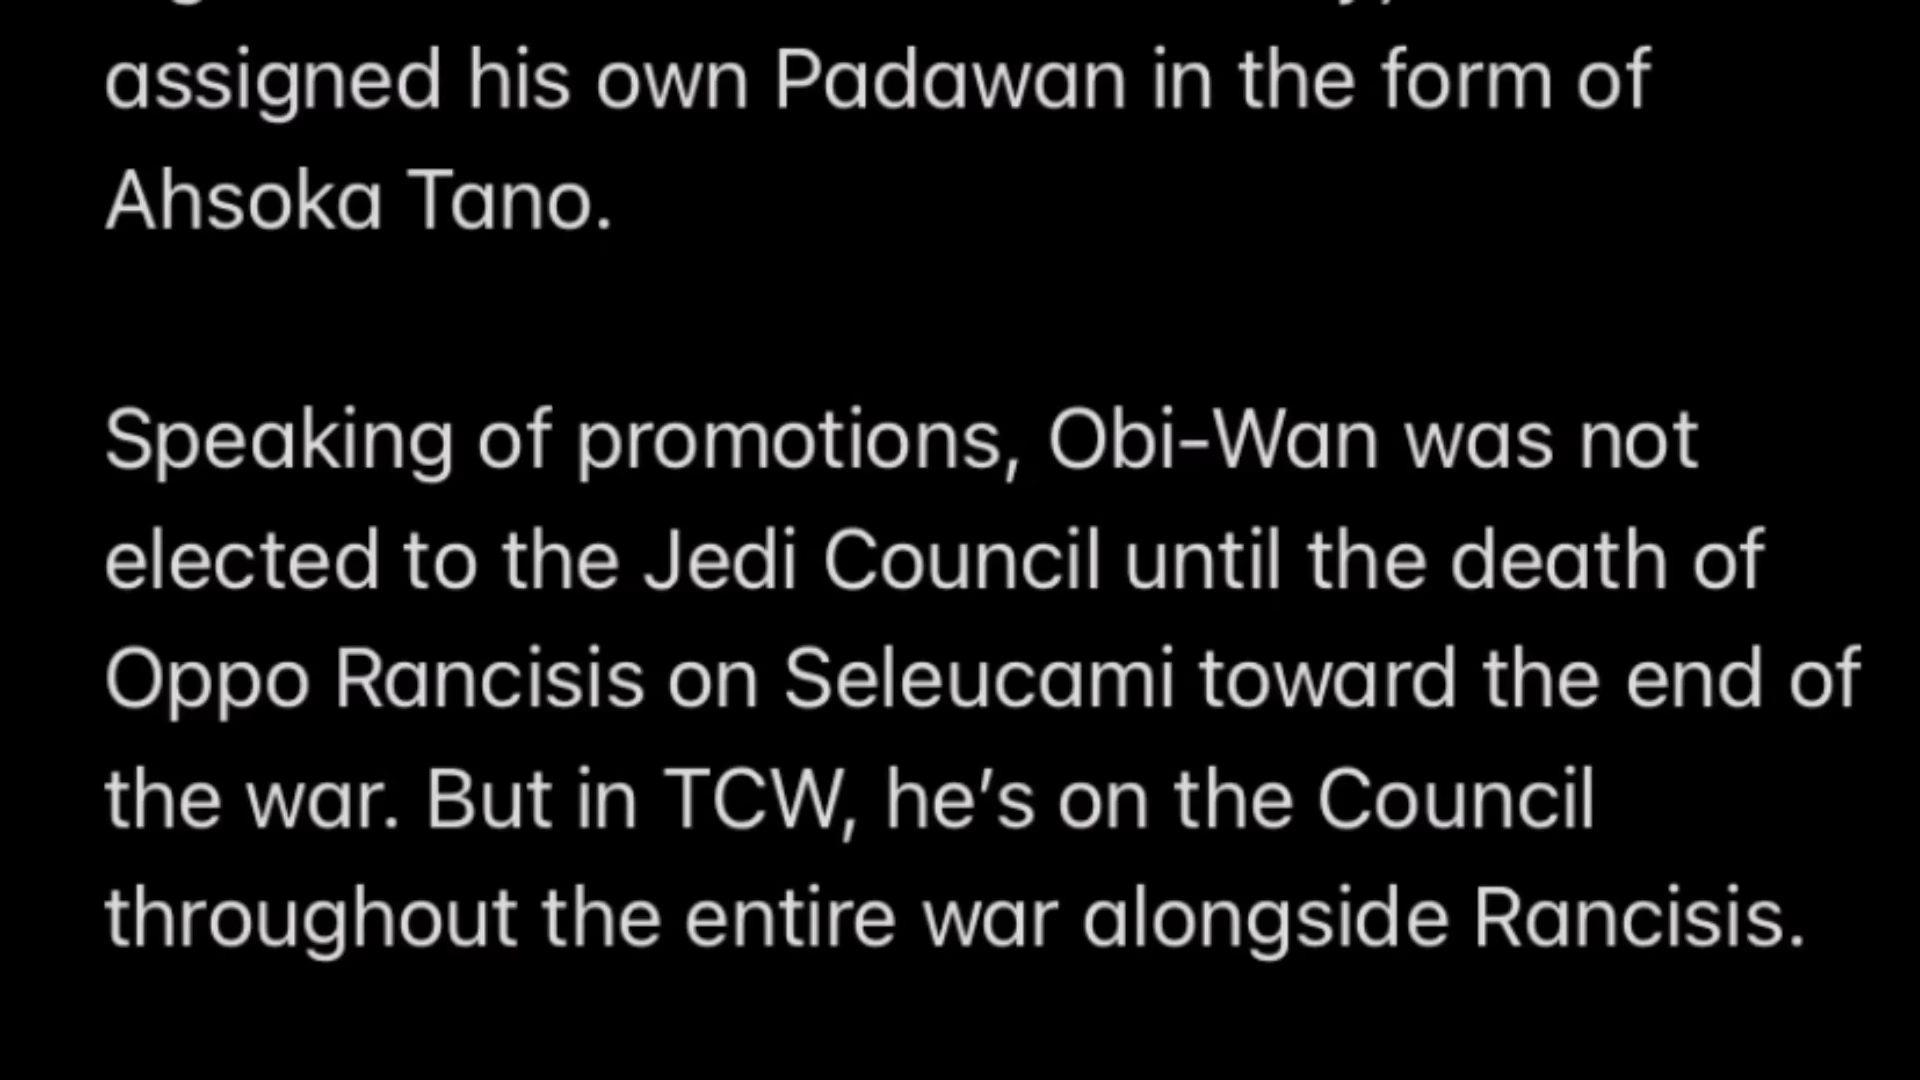 assigned his own Padawan in the form of
Ahsoka Tano.
Speaking of promotions, Obi-Wan was not
elected to the Jedi Council until the death of
Oppo Rancisis on Seleucami toward the end of
the war. But in TCW, he’s on the Council
throughout the entire war alongside Rancisis.